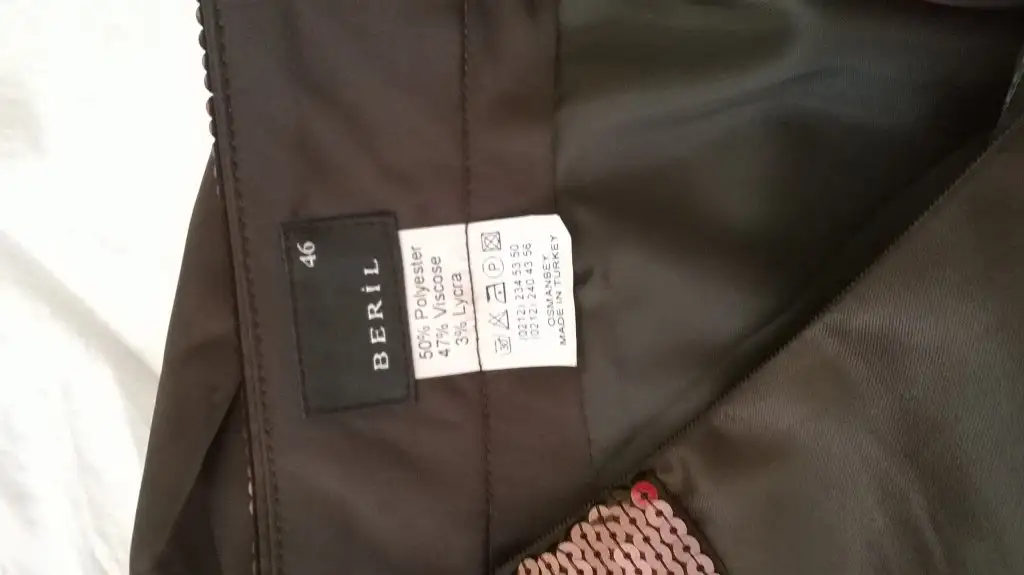 46
BERİL
50% Polyester
47% Viscose
3% Lycra
30
P
(0212) 234 53 50
(0212) 240 43 56
OSMANBEY
MADE IN TURKEY